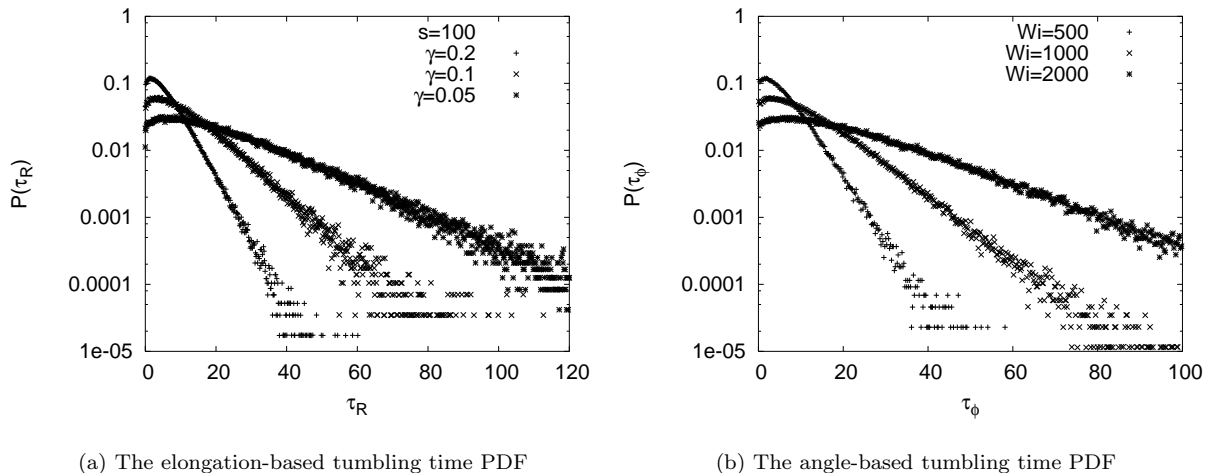 1
0.1
0.01
0.001
0.0001
1e-05
P(τR)
s=100
γ=0.2
γ=0.1
γ=0.05
0 20 40 60 80 100 120
τR
(a) The elongation-based tumbling time PDF
1
0.1
0.01
0.001
0.0001
1e-05
P(τϕ)
Wi=500
Wi=1000
Wi=2000
0 20 40 60 80 100
τϕ
(b) The angle-based tumbling time PDF